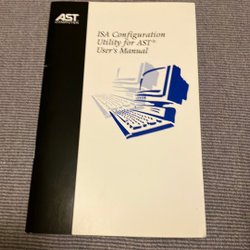 AST
COMPUTER
ISA Configuration
Utility for AST®
User's Manual